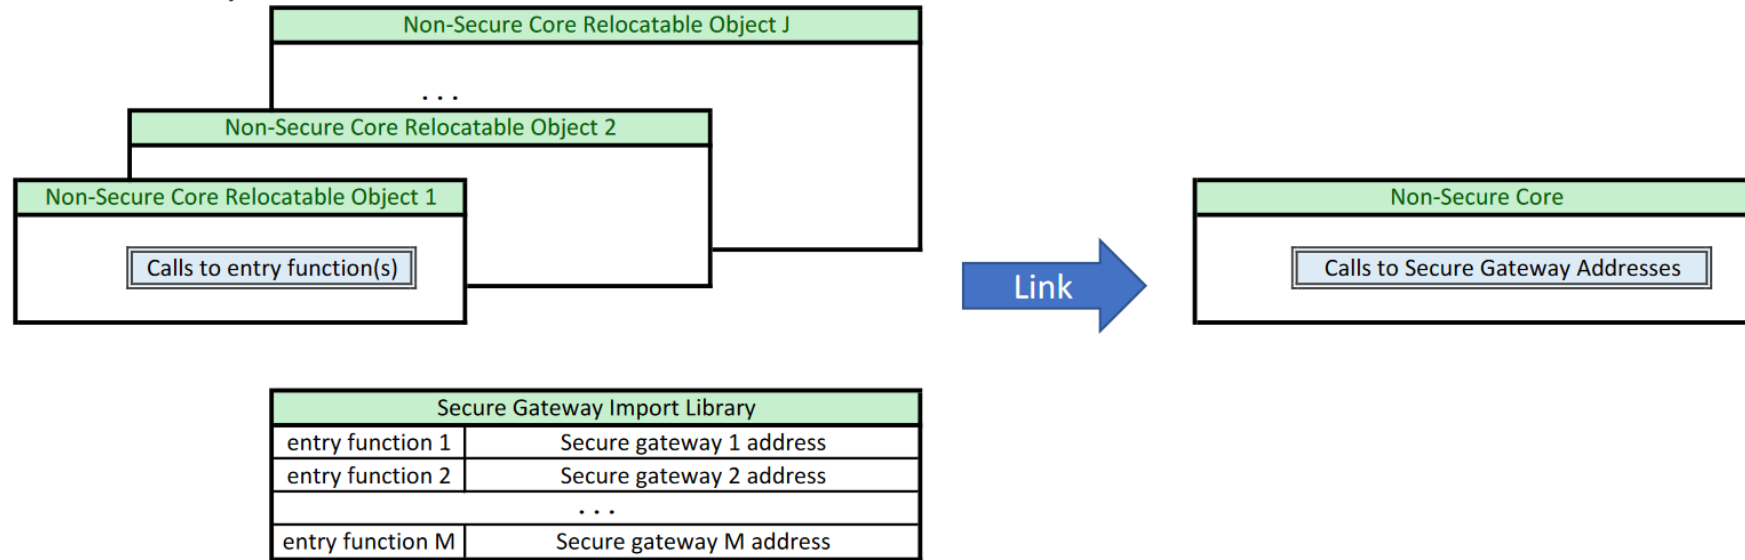 Non-Secure Core Relocatable Object J
. . .
Non-Secure Core Relocatable Object 2
Non-Secure Core Relocatable Object 1
Calls to entry function(s)
Link
Non-Secure Core
Calls to Secure Gateway Addresses
Secure Gateway Import Library
entry function 1 Secure gateway 1 address
entry function 2 Secure gateway 2 address
. . .
entry function M Secure gateway M address